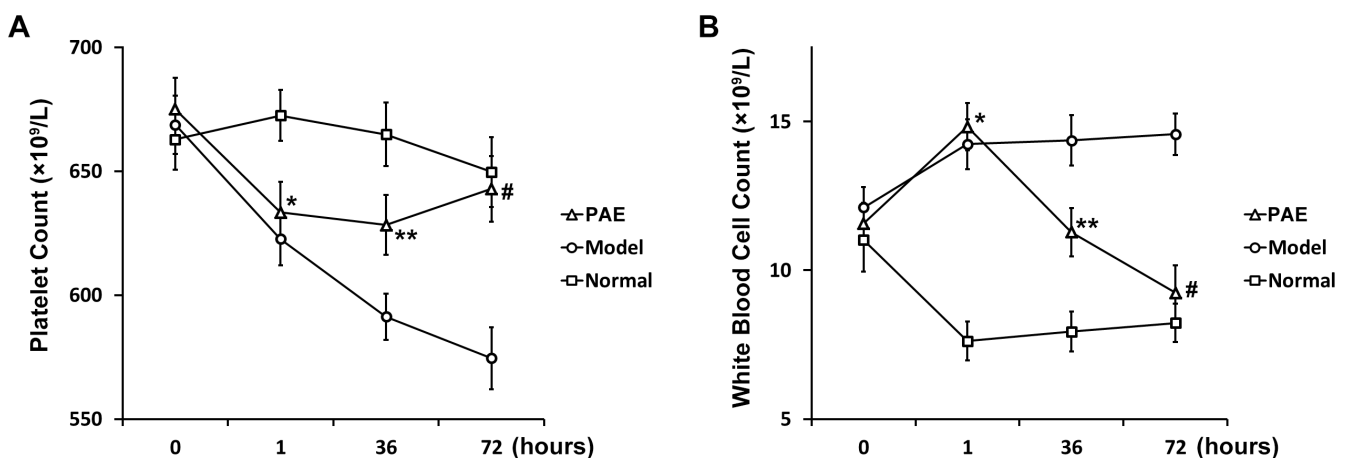 A
Platelet Count (×10⁹/L)
700
650
600
550
0 1 36 72 (hours)
*
**
#
PAE
Model
Normal
B
White Blood Cell Count (×10⁹/L)
15
10
5
0 1 36 72 (hours)
*
**
#
PAE
Model
Normal